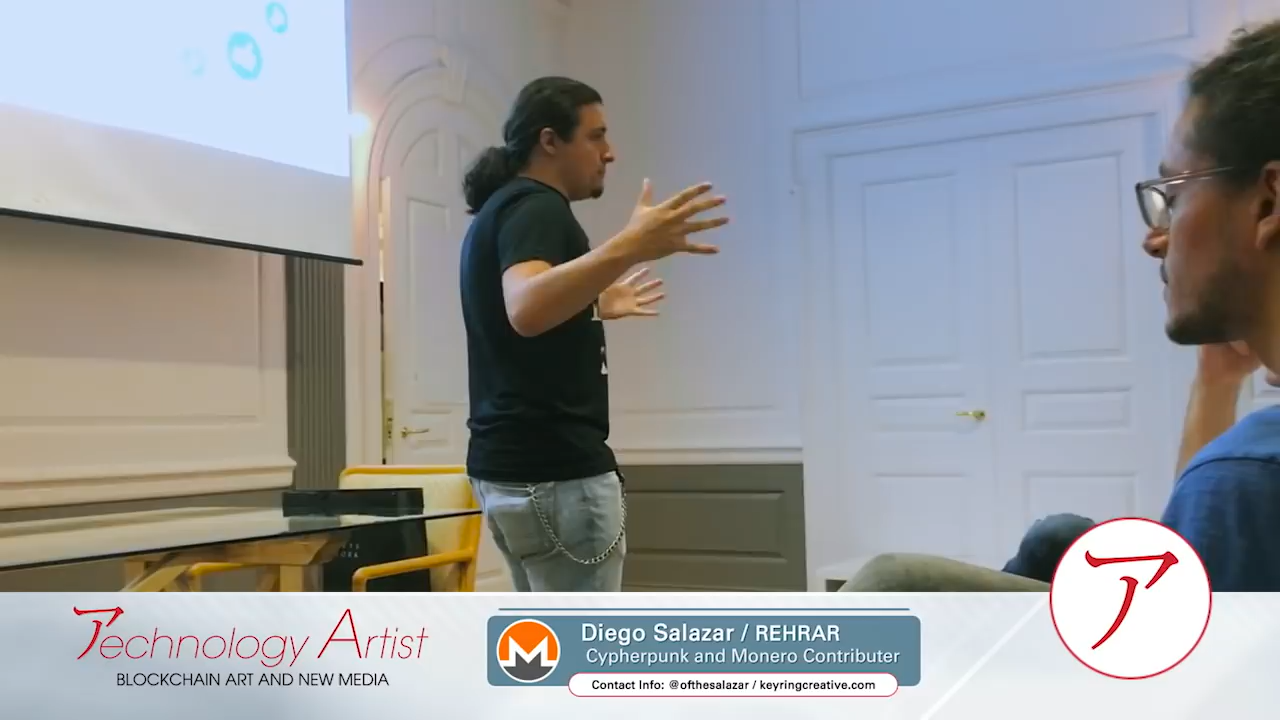 Technology Artist
BLOCKCHAIN ART AND NEW MEDIA
Diego Salazar / REHRAR
Cypherpunk and Monero Contributer
Contact Info: @ofthesalazar / keyringcreative.com
ア